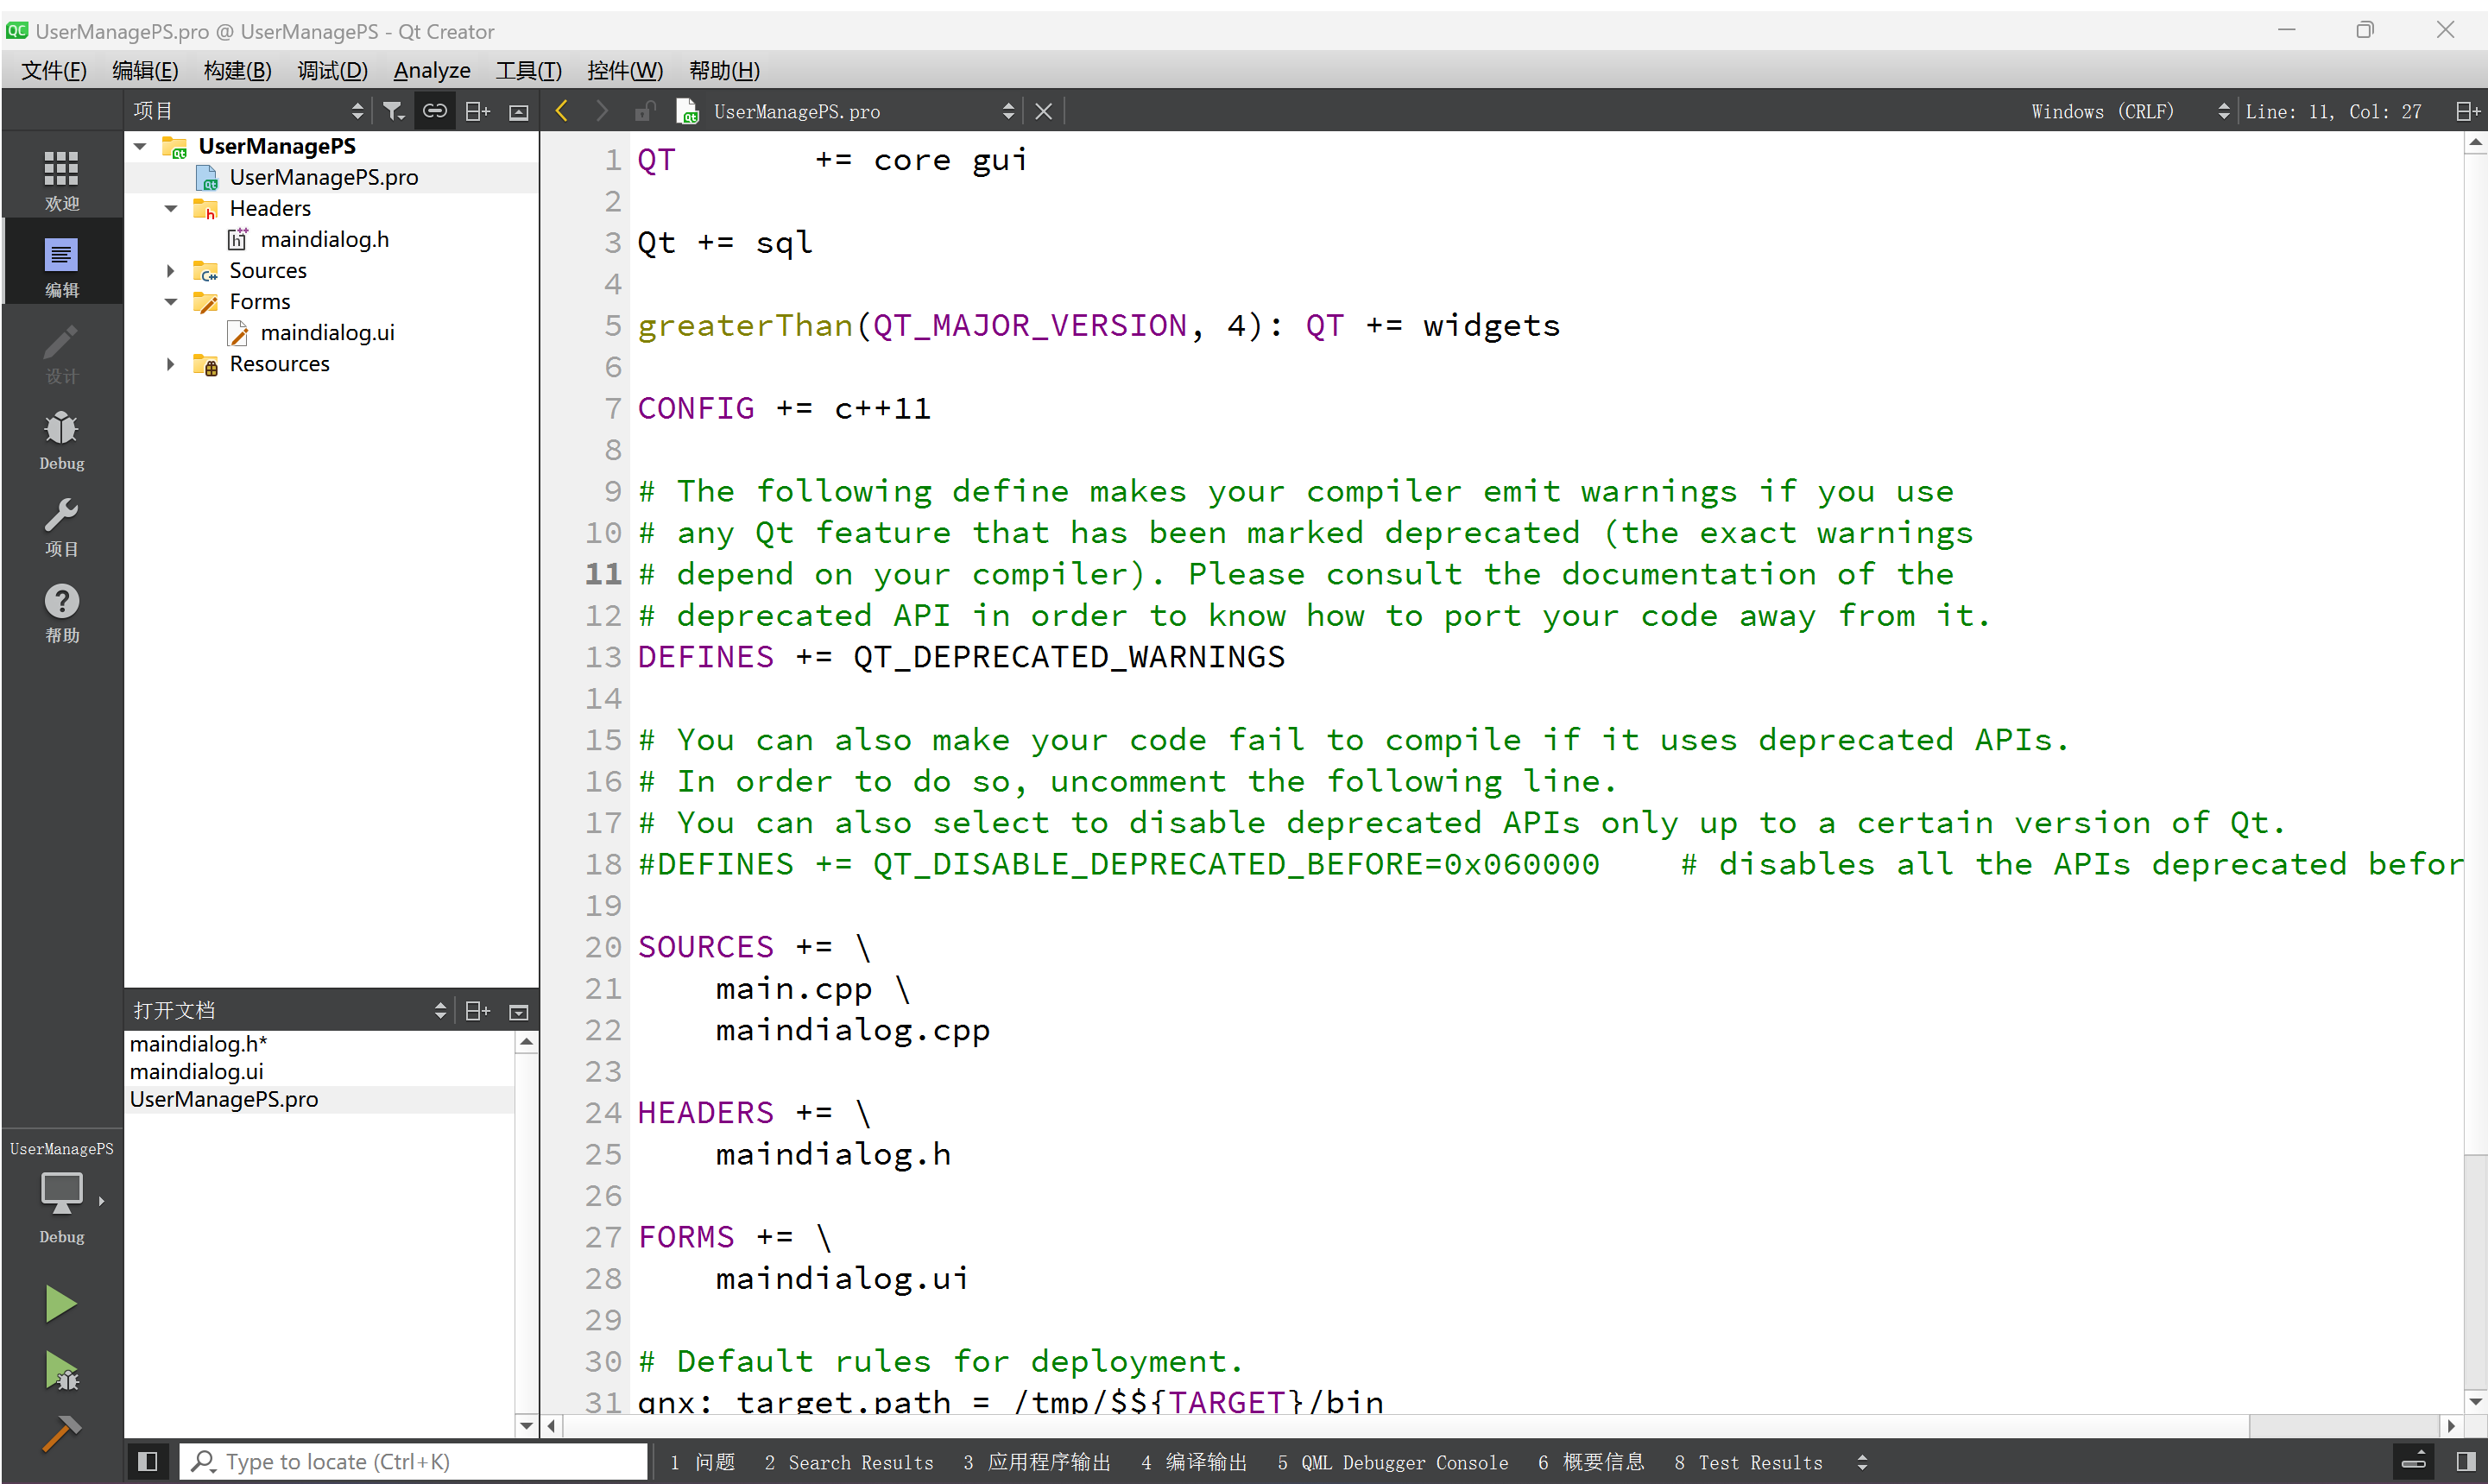 UserManagePS.pro @ UserManagePS - Qt Creator
文件(F) 编辑(E) 构建(B) 调试(D) Analyze 工具(T) 控件(W) 帮助(H)
项目
UserManagePS.pro
Windows (CRLF)
Line: 11, Col: 27
欢迎
编辑
设计
Debug
项目
帮助
UserManagePS
UserManagePS.pro
Headers
maindialog.h
Sources
Forms
maindialog.ui
Resources
打开文档
maindialog.h*
maindialog.ui
UserManagePS.pro
UserManagePS
Debug
1 QT       += core gui
2
3 Qt += sql
4
5 greaterThan(QT_MAJOR_VERSION, 4): QT += widgets
6
7 CONFIG += c++11
8
9 # The following define makes your compiler emit warnings if you use
10 # any Qt feature that has been marked deprecated (the exact warnings
11 # depend on your compiler). Please consult the documentation of the
12 # deprecated API in order to know how to port your code away from it.
13 DEFINES += QT_DEPRECATED_WARNINGS
14
15 # You can also make your code fail to compile if it uses deprecated APIs.
16 # In order to do so, uncomment the following line.
17 # You can also select to disable deprecated APIs only up to a certain version of Qt.
18 #DEFINES += QT_DISABLE_DEPRECATED_BEFORE=0x060000    # disables all the APIs deprecated befor
19
20 SOURCES += \
21     main.cpp \
22     maindialog.cpp
23
24 HEADERS += \
25     maindialog.h
26
27 FORMS += \
28     maindialog.ui
29
30 # Default rules for deployment.
31 qnx: target.path = /tmp/$${TARGET}/bin
Type to locate (Ctrl+K)
1 问题 2 Search Results 3 应用程序输出 4 编译输出 5 QML Debugger Console 6 概要信息 8 Test Results